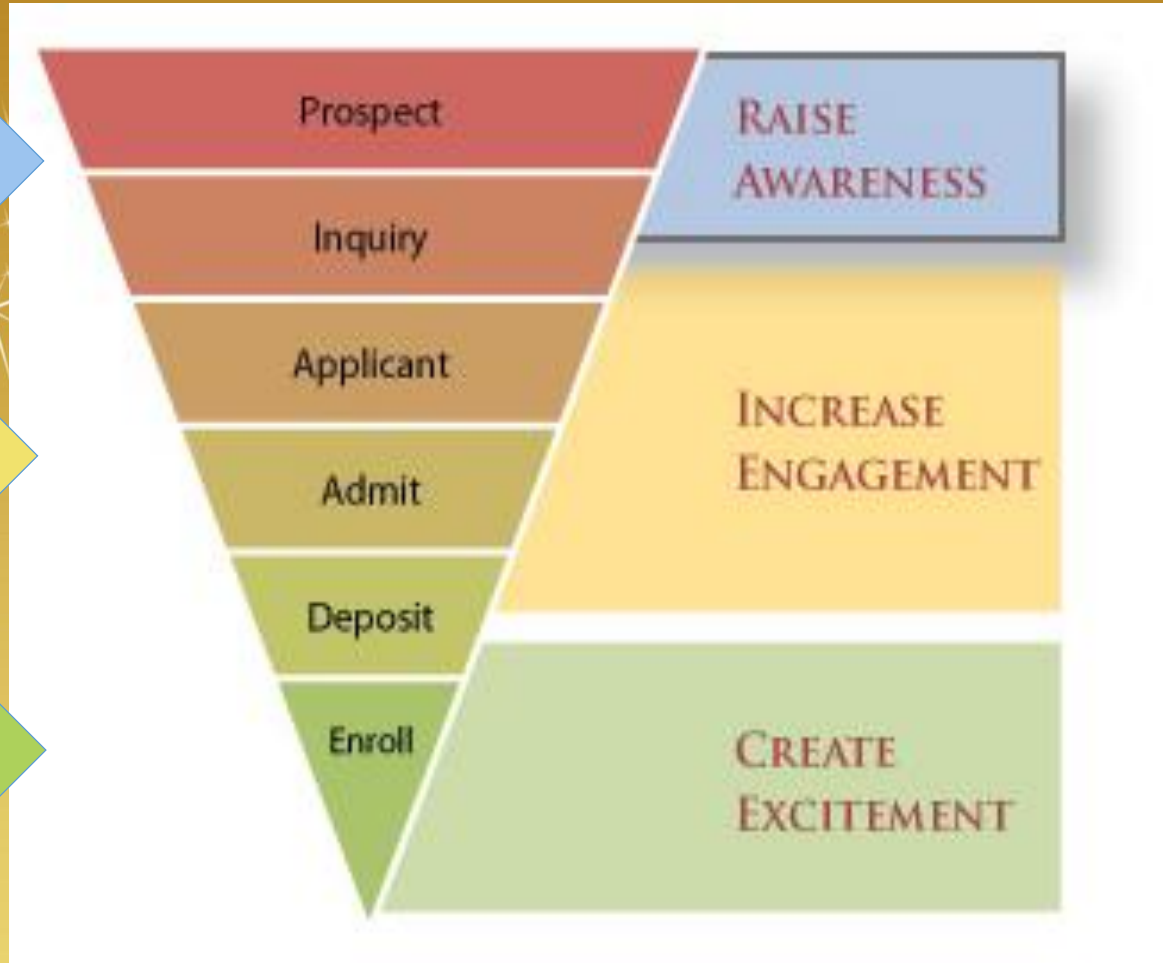 Prospect
Inquiry
Applicant
Admit
Deposit
Enroll
RAISE
AWARENESS
INCREASE
ENGAGEMENT
CREATE
EXCITEMENT